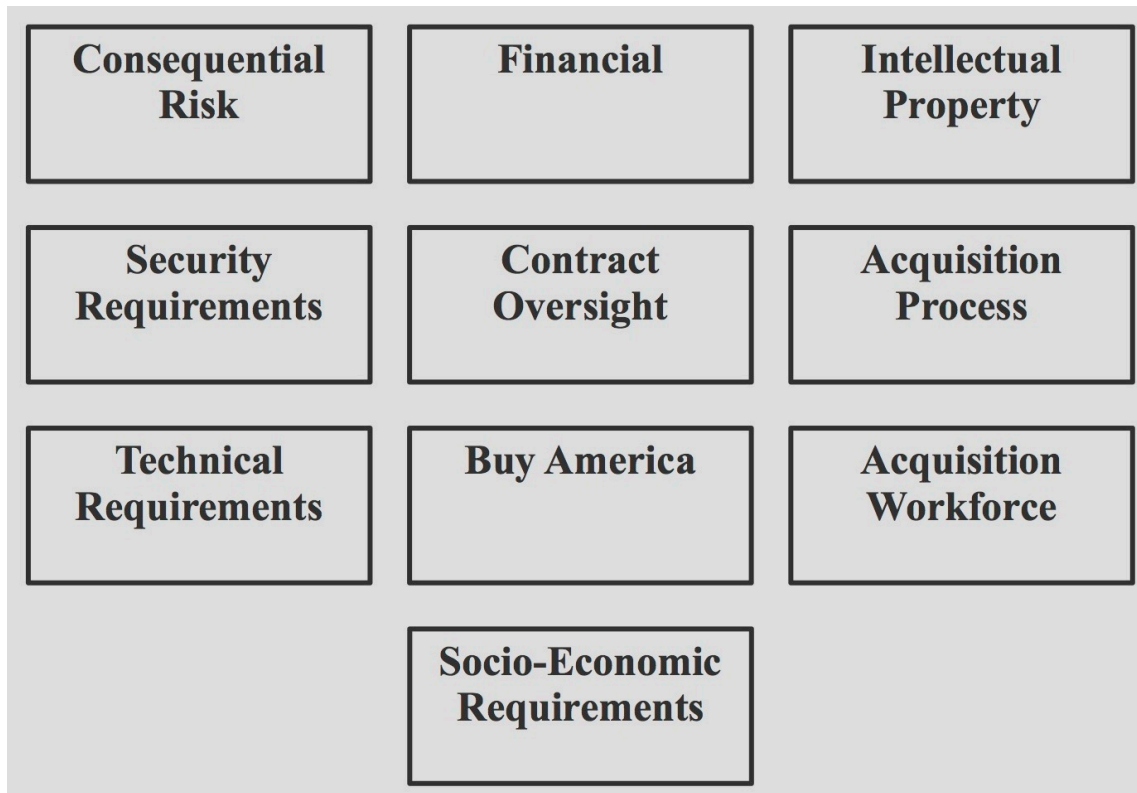 Consequential
Risk
Financial
Intellectual
Property
Security
Requirements
Contract
Oversight
Acquisition
Process
Technical
Requirements
Buy America
Acquisition
Workforce
Socio-Economic
Requirements